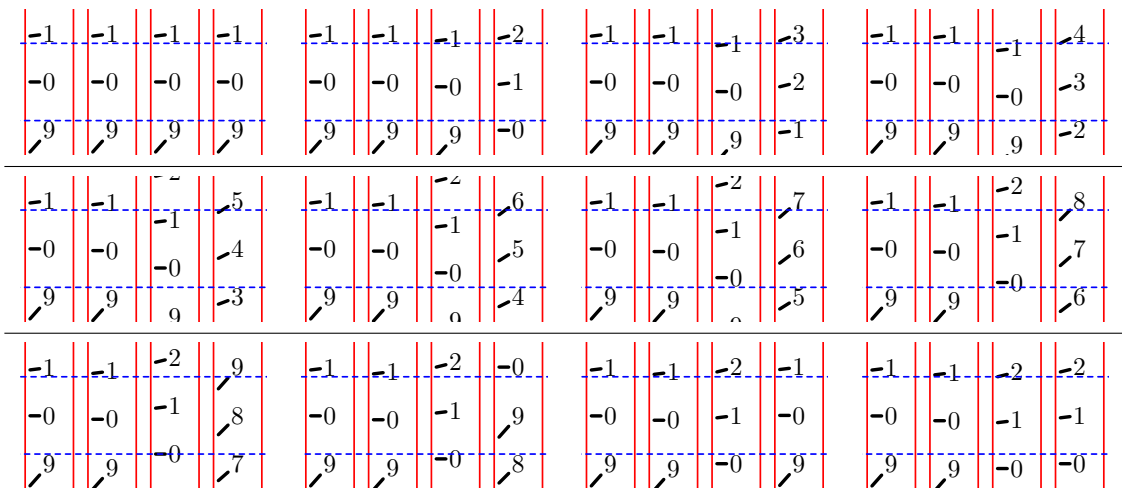 1 1 1 1 1 1 1 2 1 1 1 3 1 1 1 4
0 0 0 0 0 0 0 1 0 0 0 2 0 0 0 3
9 9 9 9 9 9 9 0 9 9 9 1 9 9 9 2
1 1 1 5 1 1 1 6 1 1 2 7 1 1 2 8
0 0 0 4 0 0 0 5 0 0 1 6 0 0 1 7
9 9 9 3 9 9 4 9 9 0 5 9 9 0 6
1 1 2 9 1 1 2 0 1 1 2 1 1 1 2 2
0 0 1 8 0 0 1 9 0 0 1 0 0 0 1 1
9 9 0 7 9 9 0 8 9 9 0 9 9 9 0 0